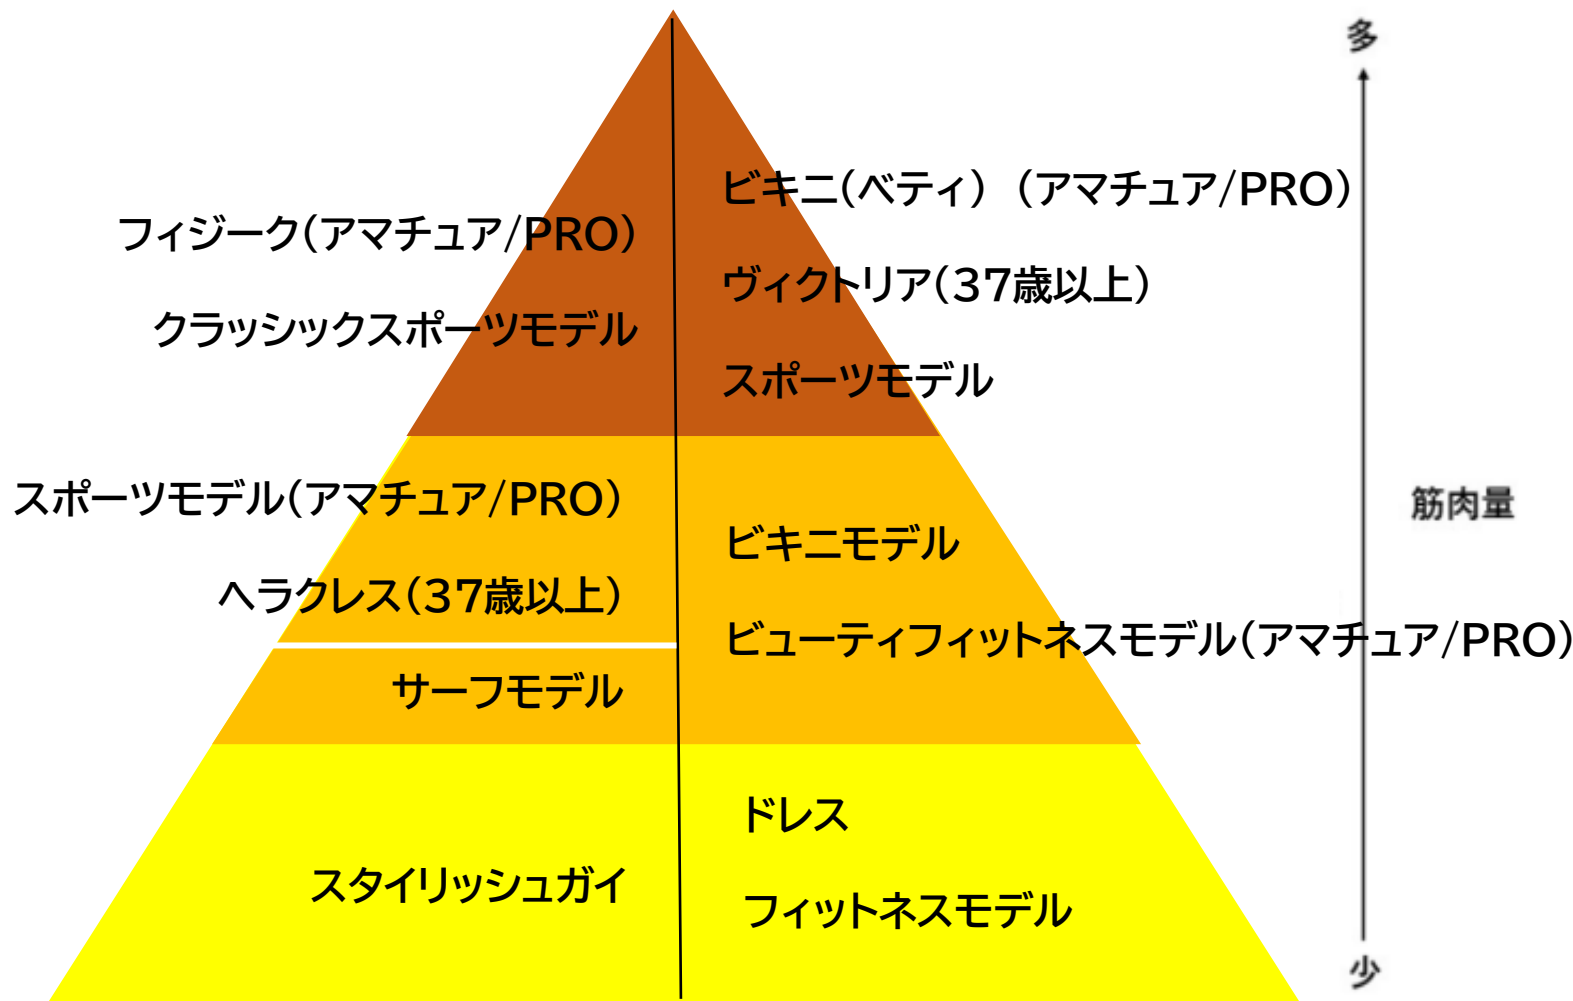 フィジーク(アマチュア/PRO)
クラッシックスポーツモデル
スポーツモデル(アマチュア/PRO)
ヘラクレス(37歳以上)
サーフモデル
スタイリッシュガイ
ビキニ(ベティ) (アマチュア/PRO)
ヴィクトリア(37歳以上)
スポーツモデル
ビキニモデル
ビューティフィットネスモデル(アマチュア/PRO)
ドレス
フィットネスモデル
多
筋肉量
少